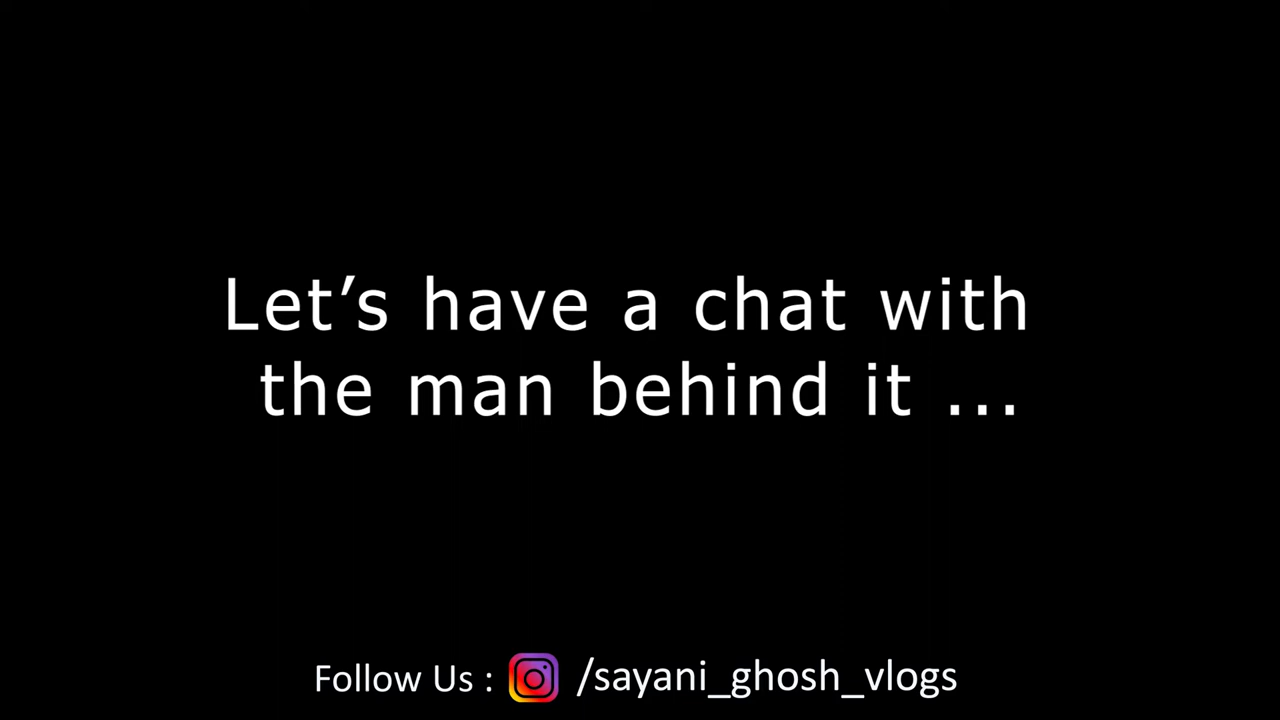 Let’s have a chat with
the man behind it ...
Follow Us : /sayani_ghosh_vlogs